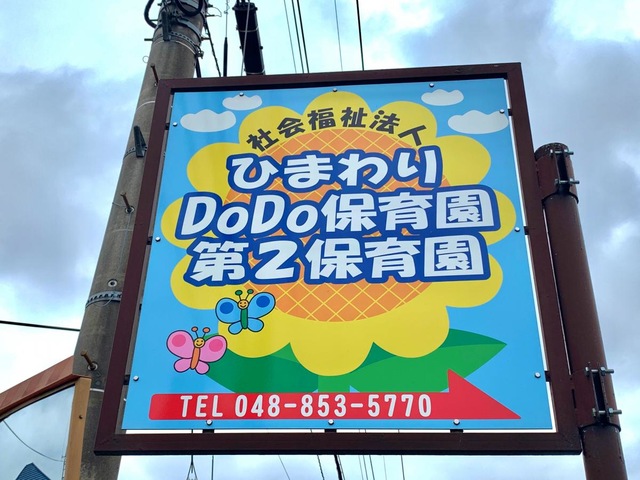 社会福祉法人
ひまわり
DoDo保育園
第2保育園
TEL 048-853-5770